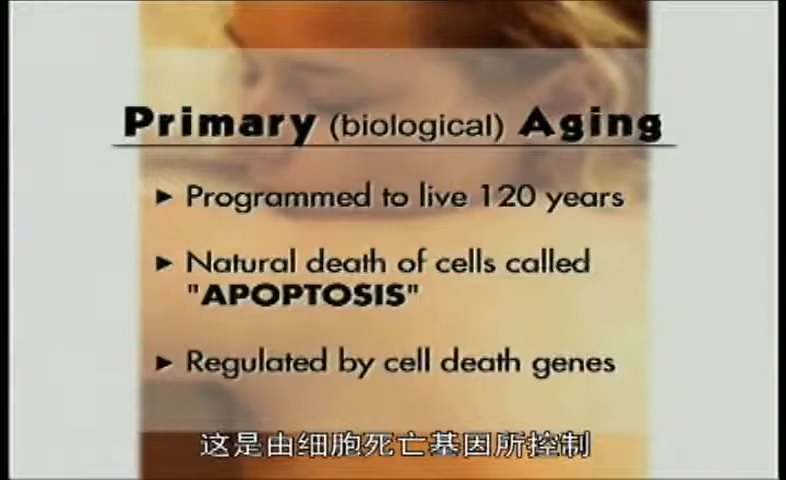 Primary (biological) Aging
► Programmed to live 120 years
► Natural death of cells called
"APOPTOSIS"
► Regulated by cell death genes
这是由细胞死亡基因所控制